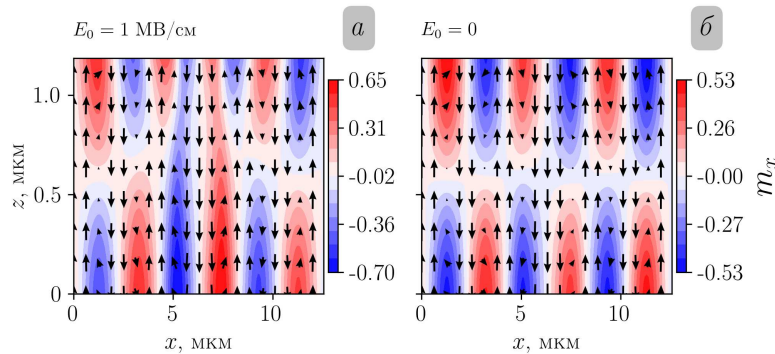 E₀ = 1 МВ/см
а
E₀ = 0
б
z, мкм
1.0
0.5
0
0
5
10
x, мкм
0.65
0.31
-0.02
-0.36
-0.70
0
5
10
x, мкм
0.53
0.26
-0.00
-0.27
-0.53
mₓ